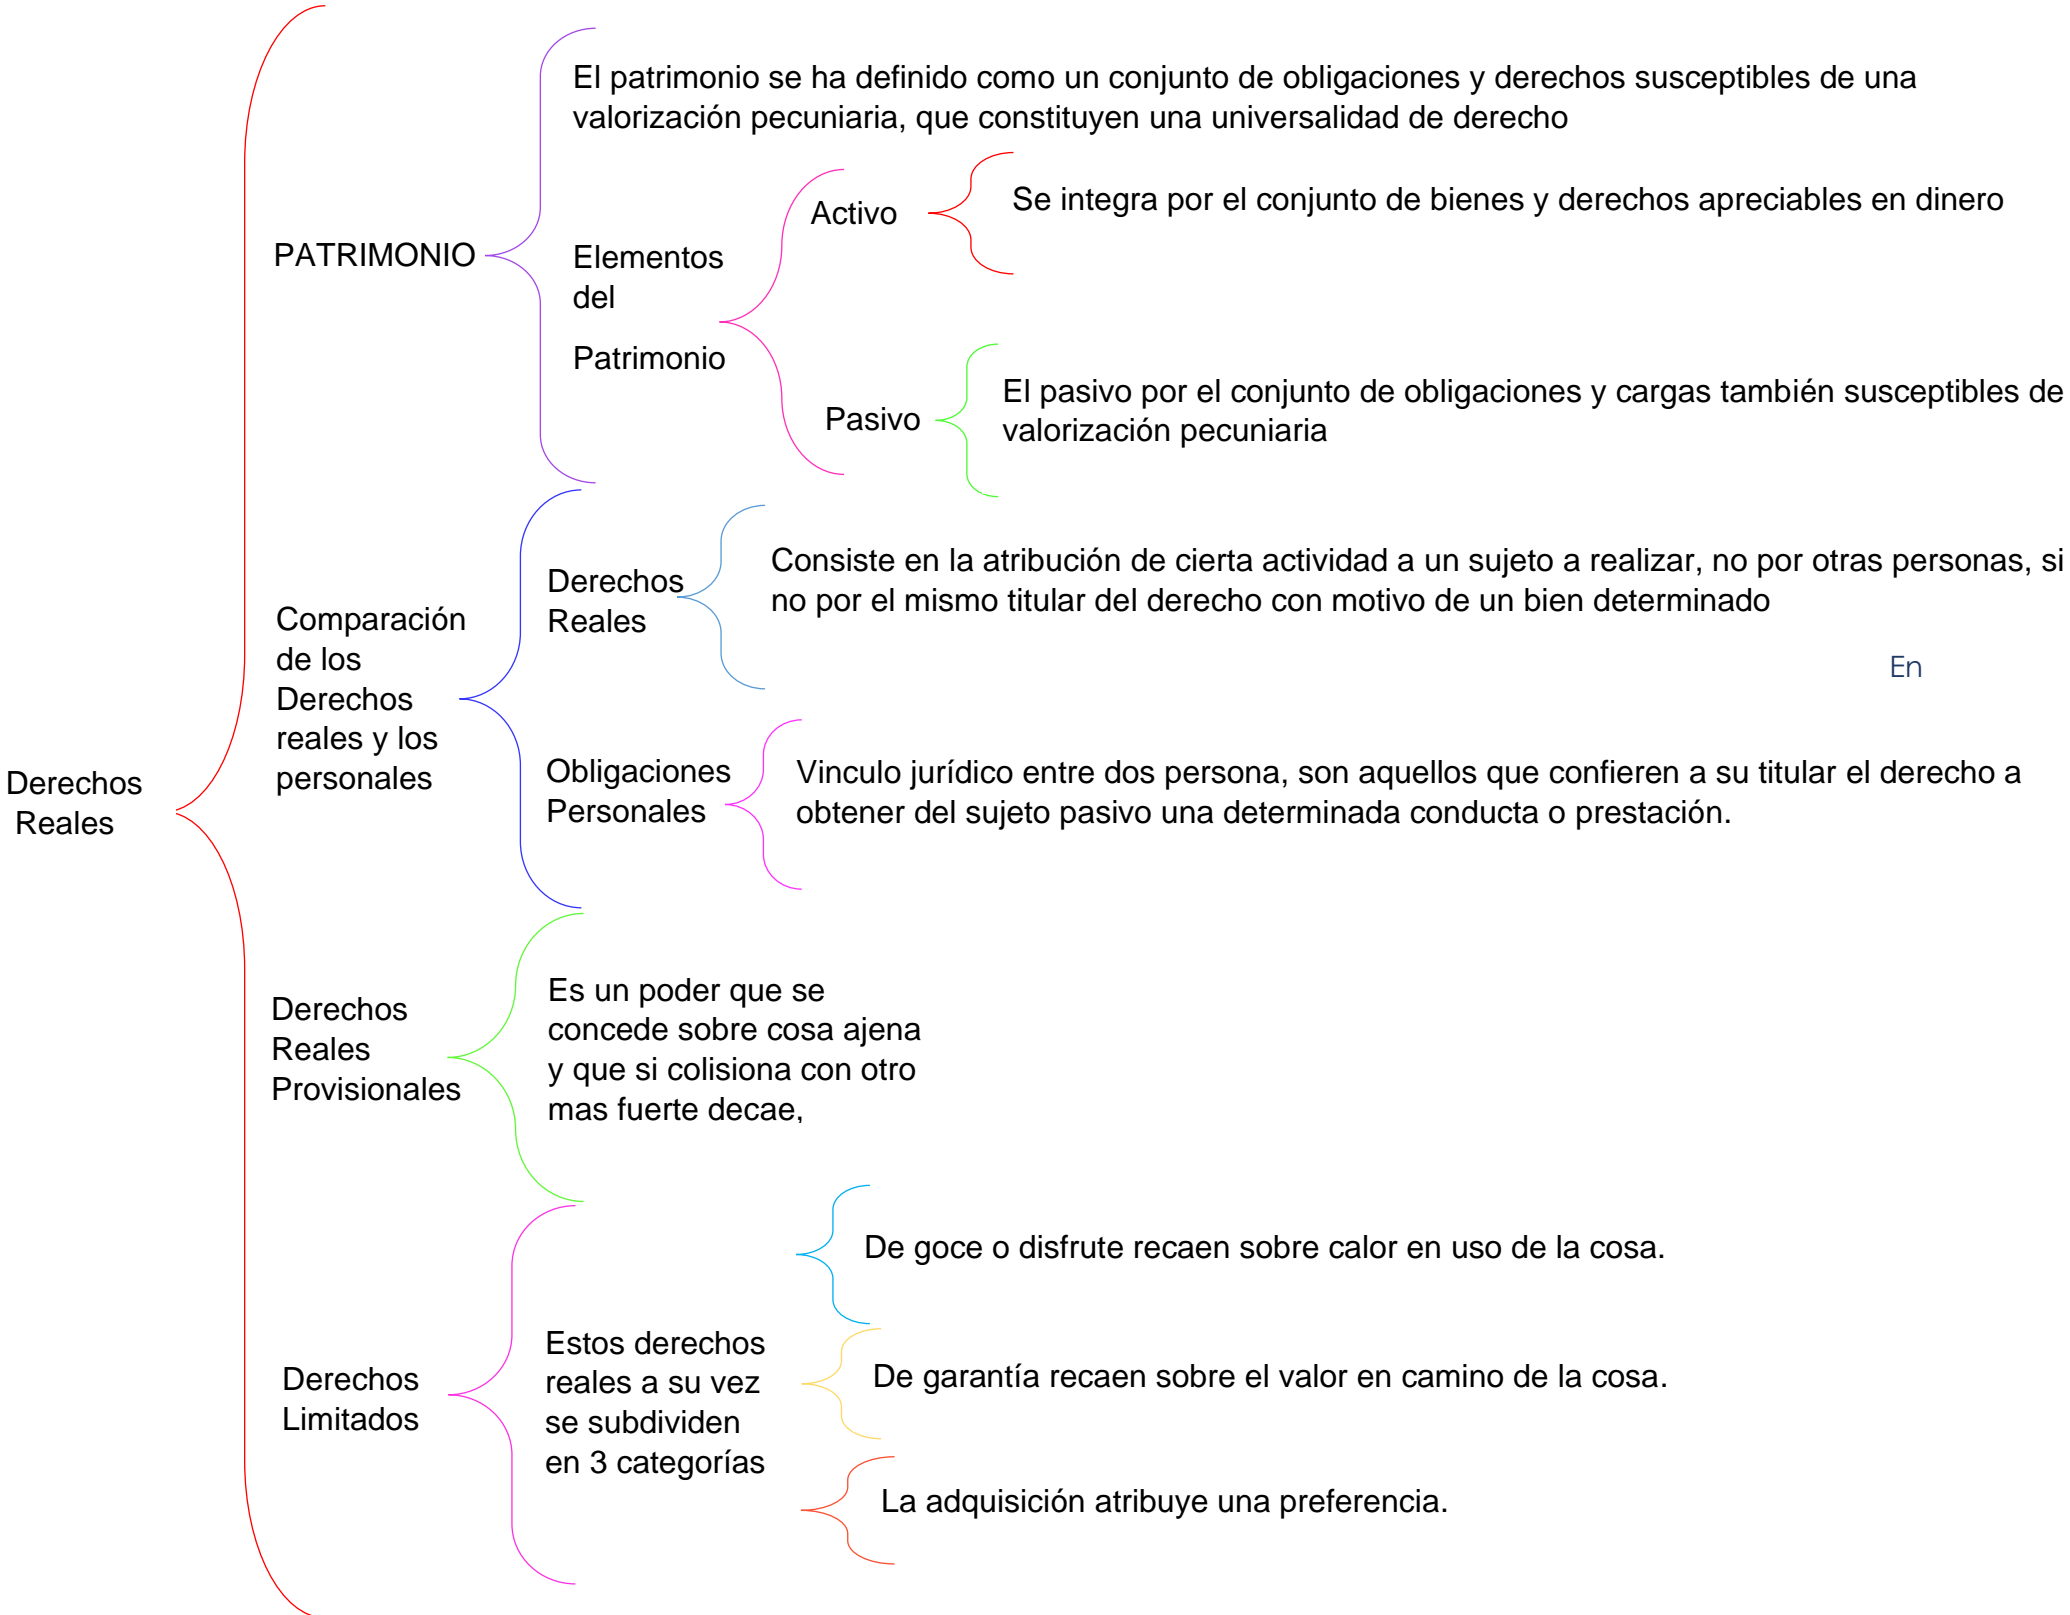 Derechos
Reales
PATRIMONIO
El patrimonio se ha definido como un conjunto de obligaciones y derechos susceptibles de una
valorización pecuniaria, que constituyen una universalidad de derecho
Elementos
del
Patrimonio
Activo
Se integra por el conjunto de bienes y derechos apreciables en dinero
Pasivo
El pasivo por el conjunto de obligaciones y cargas también susceptibles de
valorización pecuniaria
Comparación
de los
Derechos
reales y los
personales
Derechos
Reales
Consiste en la atribución de cierta actividad a un sujeto a realizar, no por otras personas, si
no por el mismo titular del derecho con motivo de un bien determinado
En
Obligaciones
Personales
Vinculo jurídico entre dos persona, son aquellos que confieren a su titular el derecho a
obtener del sujeto pasivo una determinada conducta o prestación.
Derechos
Reales
Provisionales
Es un poder que se
concede sobre cosa ajena
y que si colisiona con otro
mas fuerte decae,
Derechos
Limitados
Estos derechos
reales a su vez
se subdividen
en 3 categorías
De goce o disfrute recaen sobre calor en uso de la cosa.
De garantía recaen sobre el valor en camino de la cosa.
La adquisición atribuye una preferencia.